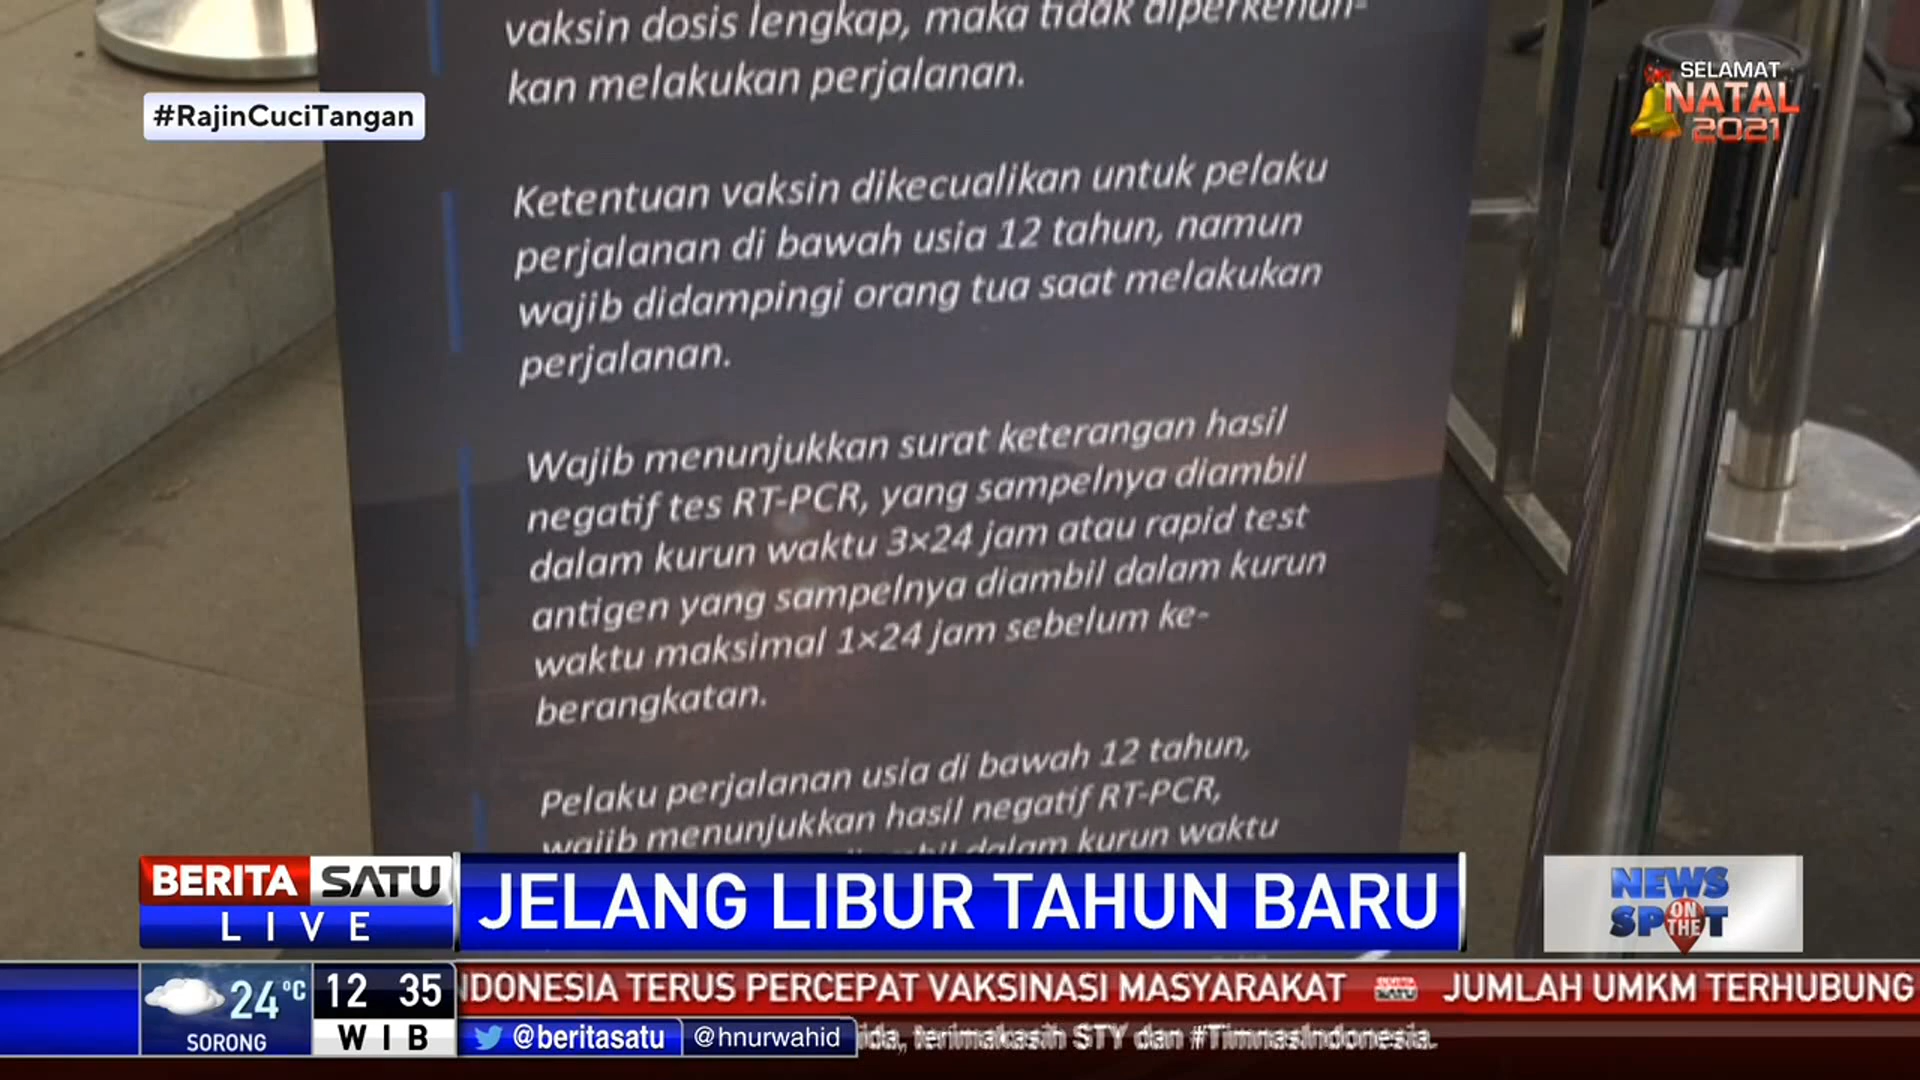 vaksin dosis lengkap, maka tidak diperkenan-
kan melakukan perjalanan.
#RajinCuciTangan
SELAMAT
NATAL
2021
Ketentuan vaksin dikecualikan untuk pelaku
perjalanan di bawah usia 12 tahun, namun
wajib didampingi orang tua saat melakukan
perjalanan.
Wajib menunjukkan surat keterangan hasil
negatif tes RT-PCR, yang sampelnya diambil
dalam kurun waktu 3×24 jam atau rapid test
antigen yang sampelnya diambil dalam kurun
waktu maksimal 1×24 jam sebelum ke-
berangkatan.
Pelaku perjalanan usia di bawah 12 tahun,
wajib menunjukkan hasil negatif RT-PCR,
dalam kurun waktu
BERITA SATU
LIVE
JELANG LIBUR TAHUN BARU
NEWS
ON THE
SPOT
24°C
SORONG
12 35
WIB
NDONESIA TERUS PERCEPAT VAKSINASI MASYARAKAT
JUMLAH UMKM TERHUBUNG
@beritasatu
@hnurwahid
ida, terimakasih STY dan #TimnasIndonesia.